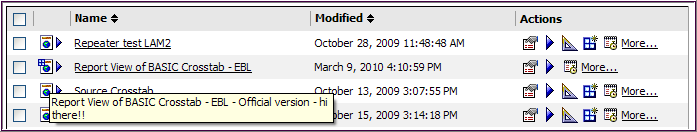 Name Modified Actions
Repeater test LAM2 October 28, 2009 11:48:48 AM More...
Report View of BASIC Crosstab - EBL March 9, 2010 4:10:59 PM More...
Source Crosstab October 13, 2009 3:07:55 PM More...
Report View of BASIC Crosstab - EBL - Official version - hi
there!! 15, 2009 3:14:18 PM More...